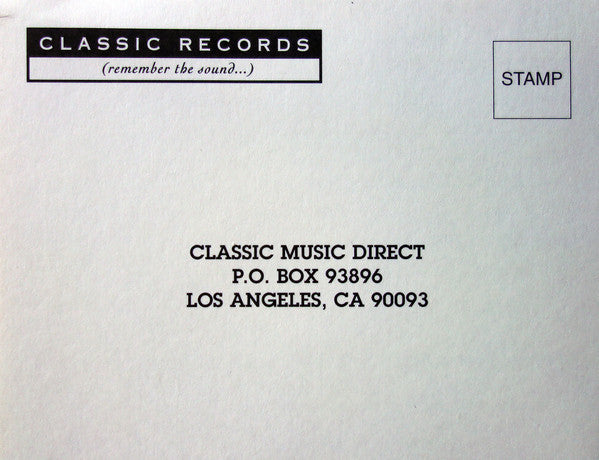 CLASSIC RECORDS
(remember the sound...)
STAMP
CLASSIC MUSIC DIRECT
P.O. BOX 93896
LOS ANGELES, CA 90093